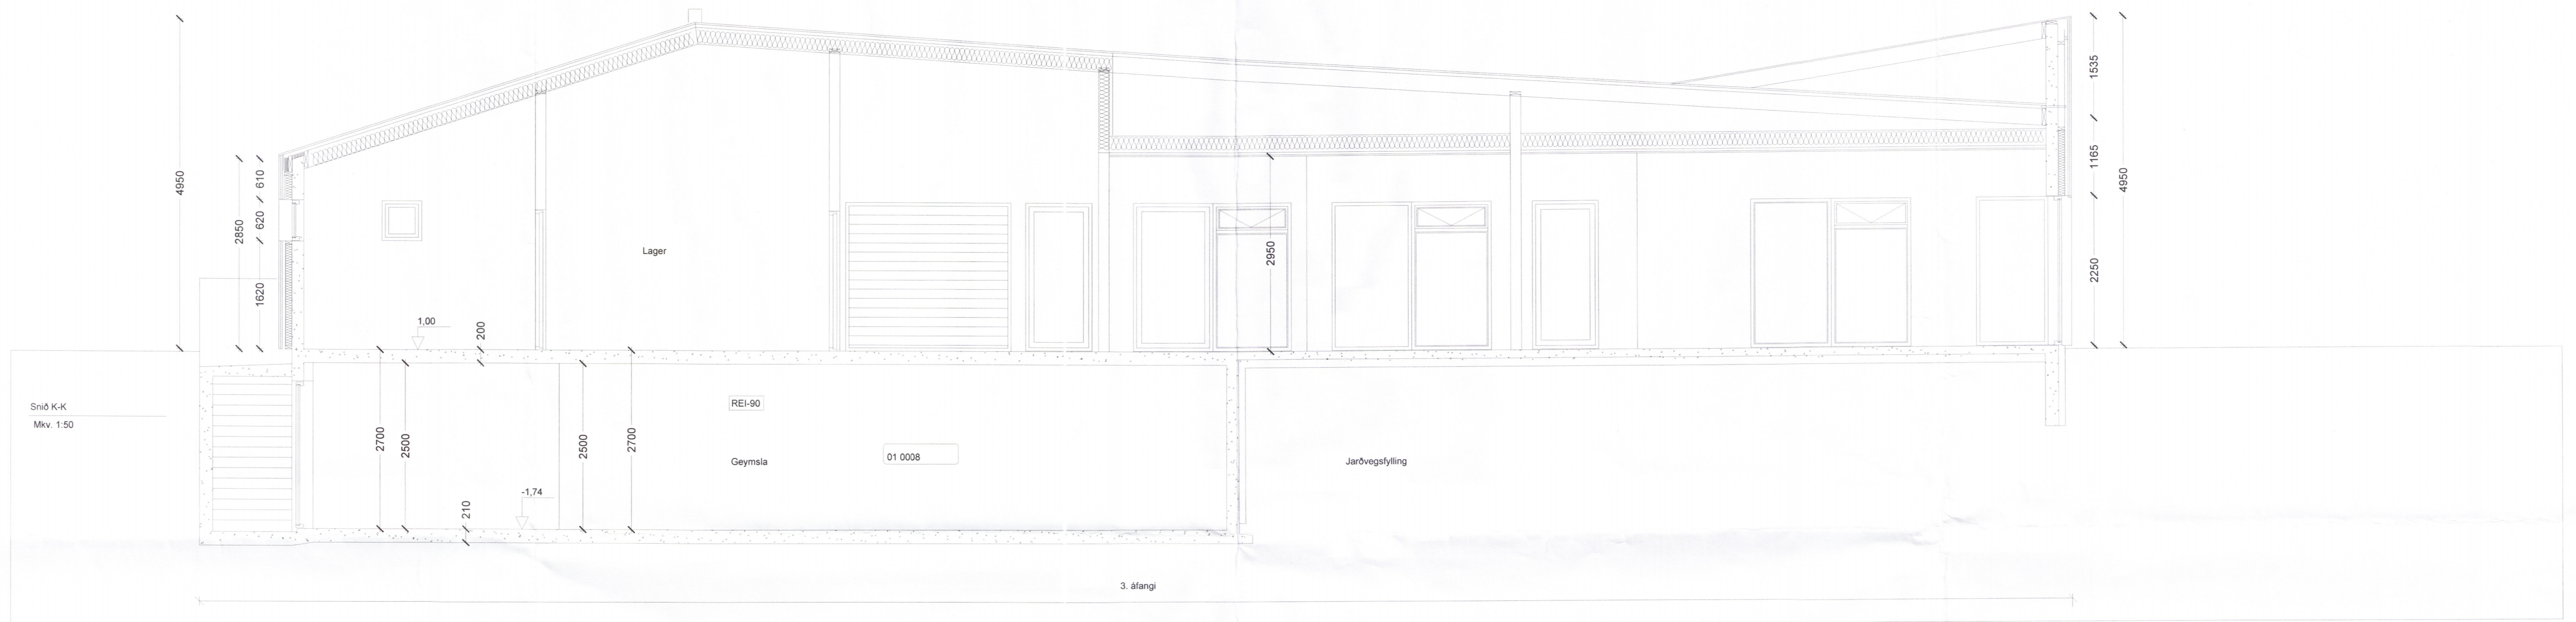 4950
2850
610
620
1620
Lager
1,00
200
2950
1535
1165
2250
4950
Snið K-K
Mkv. 1:50
2700
2500
REI-90
2500
2700
Geymsla
01 0008
Jarðvegsfylling
-1,74
210
3. áfangi